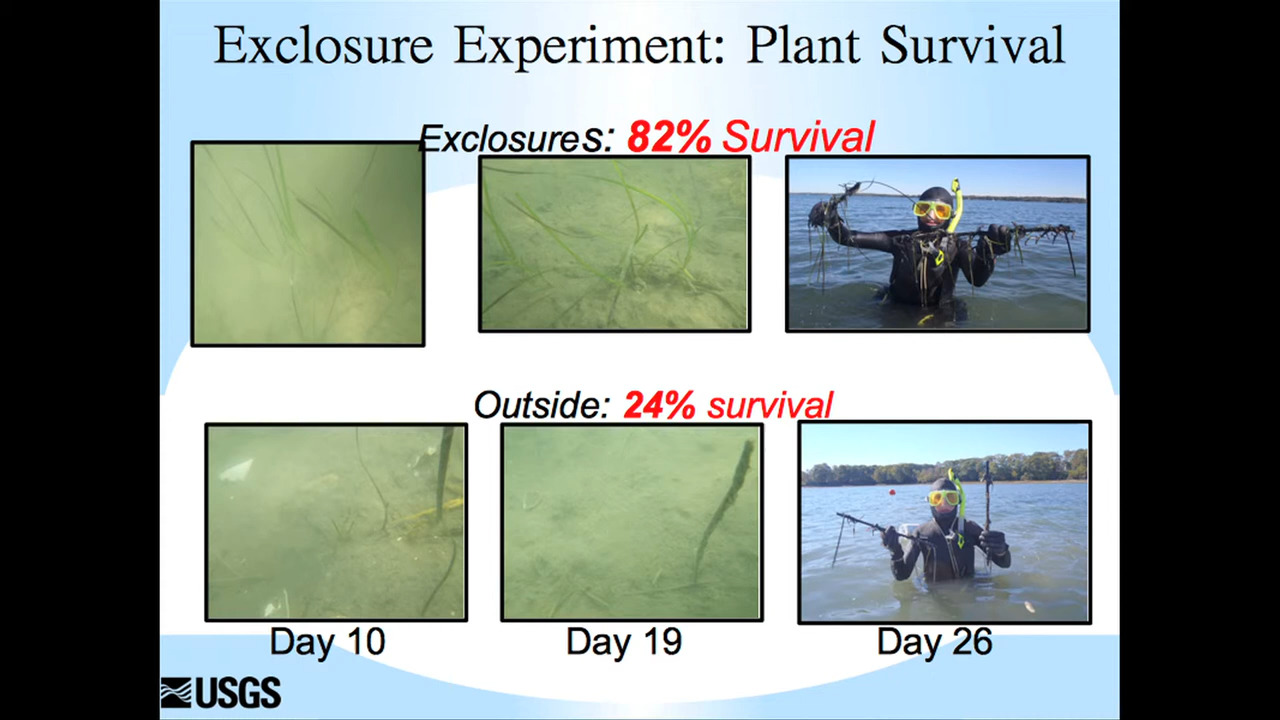 Exclosure Experiment: Plant Survival
Exclosures: 82% Survival
Outside: 24% survival
Day 10
Day 19
Day 26
USGS